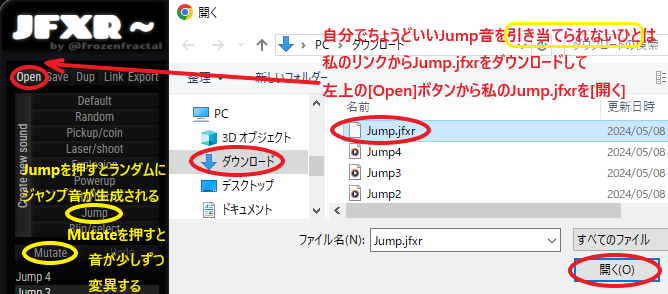 JFXR ~
by @frozenfractal
Open Save Dup Link Export
Create new sound
Default
Random
Pickup/coin
Laser/shoot
Explosion
Powerup
Jumpを押すとランダムに
ジャンプ音が生成される
Jump
Blip/select
Mutateを押すと
Mutate
音が少しずつ
変異する
Jump 4
開く
自分でちょうどいいJump音を引き当てられないひとは
PC > ダウンロード
ダウンロードの検索
私のリンクからJump.jfxrをダウンロードして
整理 新しいフォルダー
左上の[Open]ボタンから私のJump.jfxrを[開く]
PC
3D オブジェクト
ダウンロード
デスクトップ
ドキュメント
名前 更新日時
Jump.jfxr 2024/05/08
Jump4 2024/05/08
Jump3 2024/05/08
Jump2 2024/05/08
ファイル名(N): Jump.jfxr すべてのファイル
開く(O)